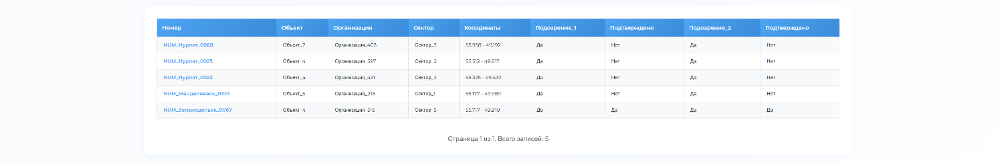 Номер Объект Организация Сектор Координаты Подозрение_1 Подтверждено Подозрение_2 Подтверждено
NUM_Нурлат_0068 Объект_2 Организация_403 Сектор_3 55.958 - 49.192 Да Нет Да Нет
NUM_Нурлат_0025 Объект_4 Организация_597 Сектор_2 55.512 - 49.817 Да Нет Да Нет
NUM_Нурлат_0022 Объект_4 Организация_431 Сектор_2 55.325 - 49.432 Да Нет Да Нет
NUM_Менделеевск_0100 Объект_5 Организация_218 Сектор_1 55.177 - 49.989 Да Нет Да Нет
NUM_Зеленодольск_0067 Объект_4 Организация_516 Сектор_5 55.717 - 49.910 Да Да Да Да
Страница 1 из 1. Всего записей: 5